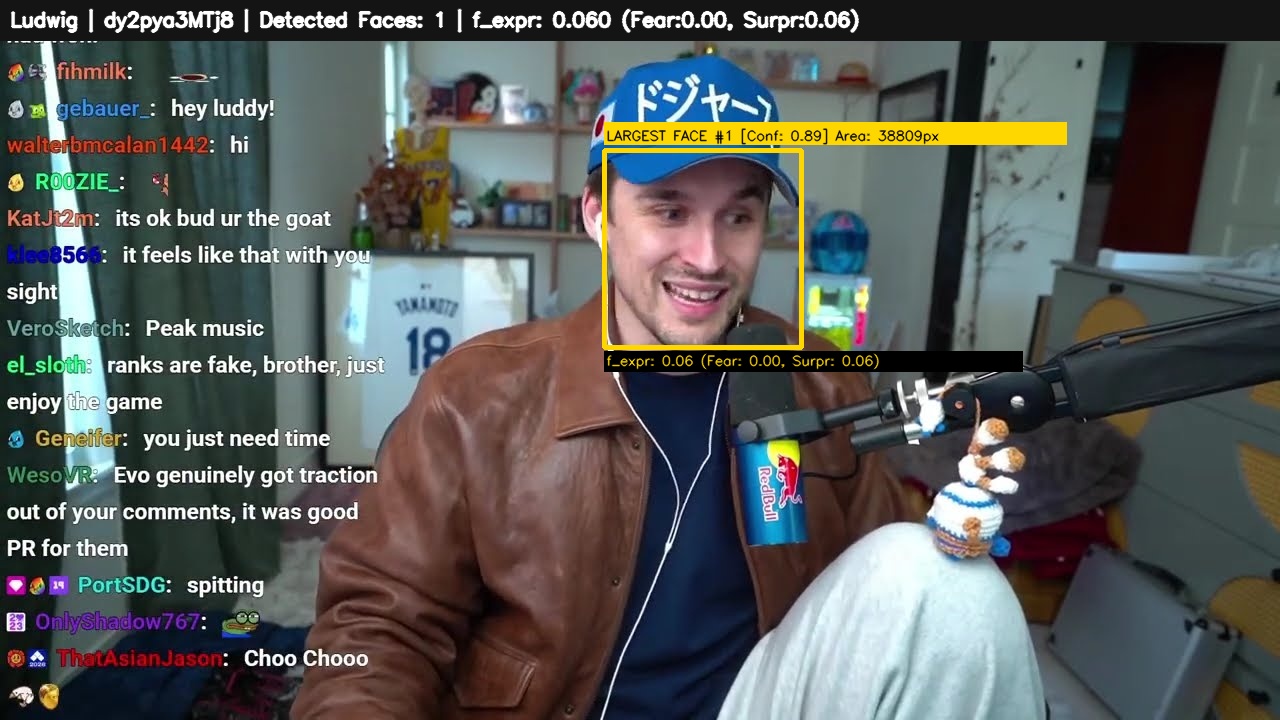 Ludwig | dy2pya3MTj8 | Detected Faces: 1 | f_expr: 0.060 (Fear:0.00, Surpr:0.06)
fihmilk:
gebauer_: hey luddy!
walterbmcalan1442: hi
R00ZIE_:
KatJt2m: its ok bud ur the goat
klee8566: it feels like that with you
sight
VeroSketch: Peak music
el_sloth: ranks are fake, brother, just
enjoy the game
Geneifer: you just need time
WesoVR: Evo genuinely got traction
out of your comments, it was good
PR for them
PortSDG: spitting
OnlyShadow767:
ThatAsianJason: Choo Chooo
ドジャー
LARGEST FACE #1 [Conf: 0.89] Area: 38809px
f_expr: 0.06 (Fear: 0.00, Surpr: 0.06)
YAMAMOTO
18
RedBull